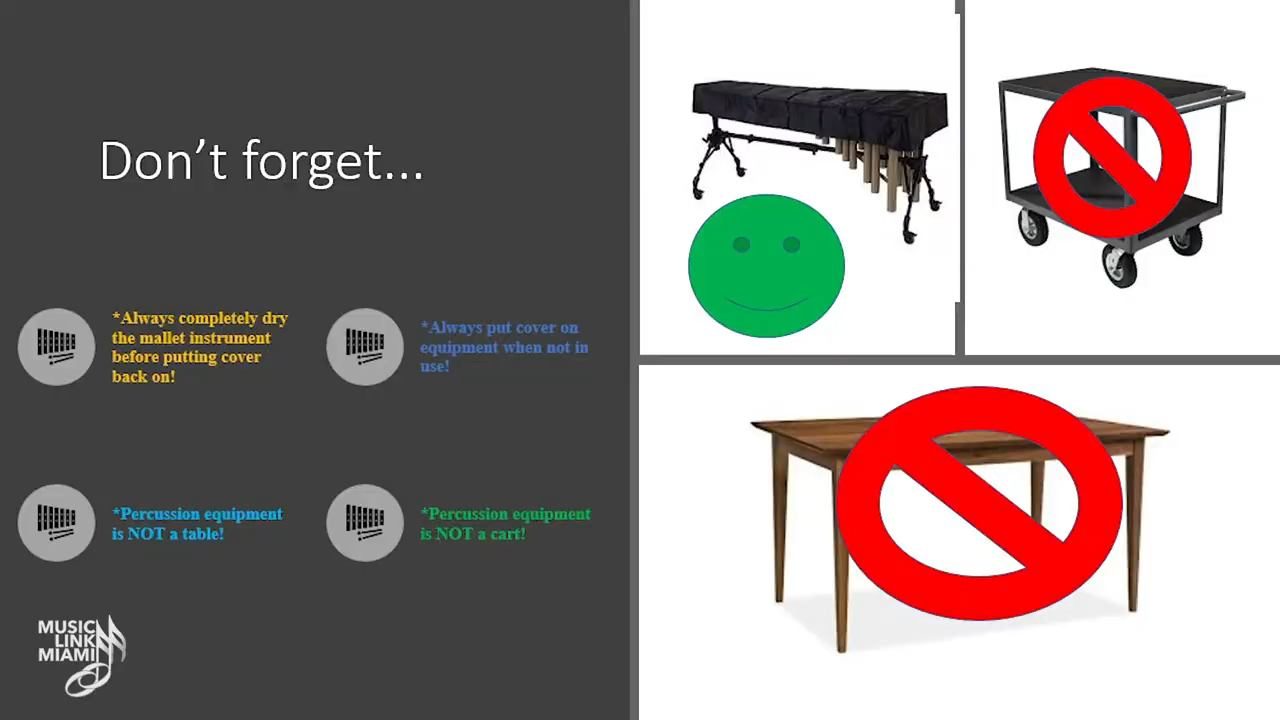 Don't forget...
*Always completely dry
the mallet instrument
before putting cover
back on!
*Always put cover on
equipment when not in
use!
*Percussion equipment
is NOT a table!
*Percussion equipment
is NOT a cart!
MUSIC
LINK
MIAMI